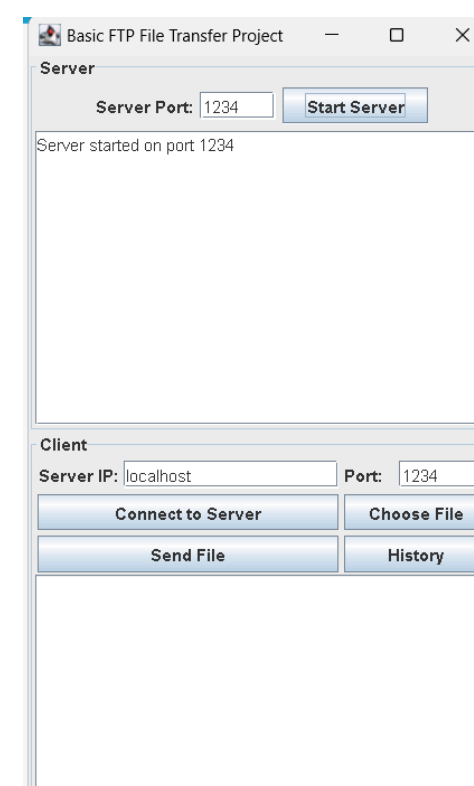 Basic FTP File Transfer Project
Server
Server Port: 1234 Start Server
Server started on port 1234
Client
Server IP: localhost Port: 1234
Connect to Server Choose File
Send File History